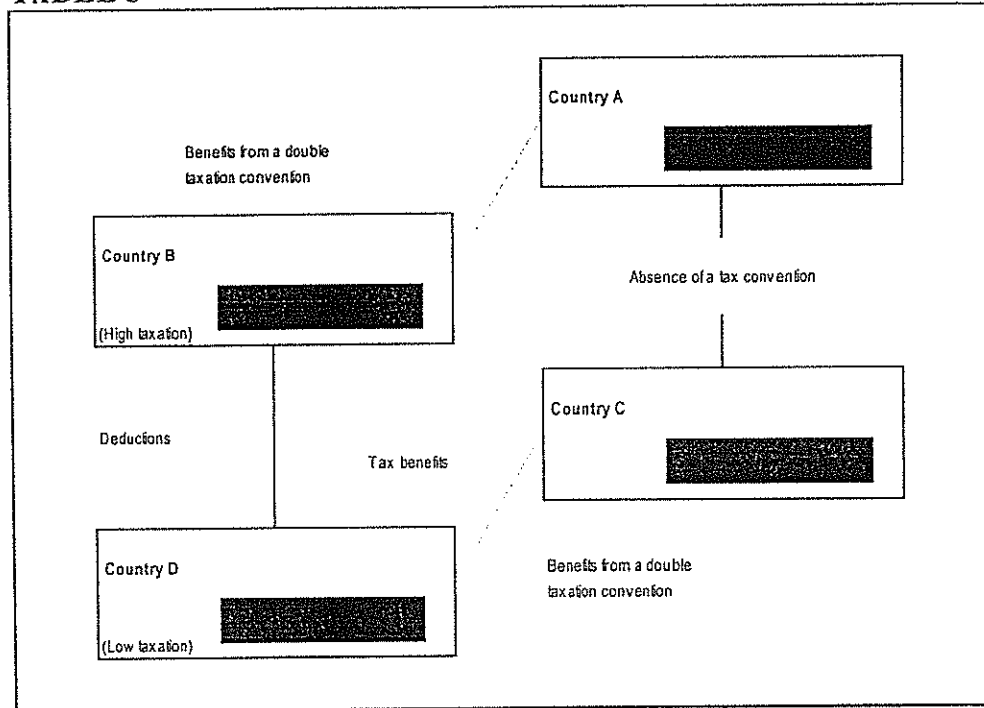 Country A
Benefits from a double
taxation convention
Country B
(High taxation)
Absence of a tax convention
Country C
Deductions
Tax benefits
Country D
(Low taxation)
Benefits from a double
taxation convention